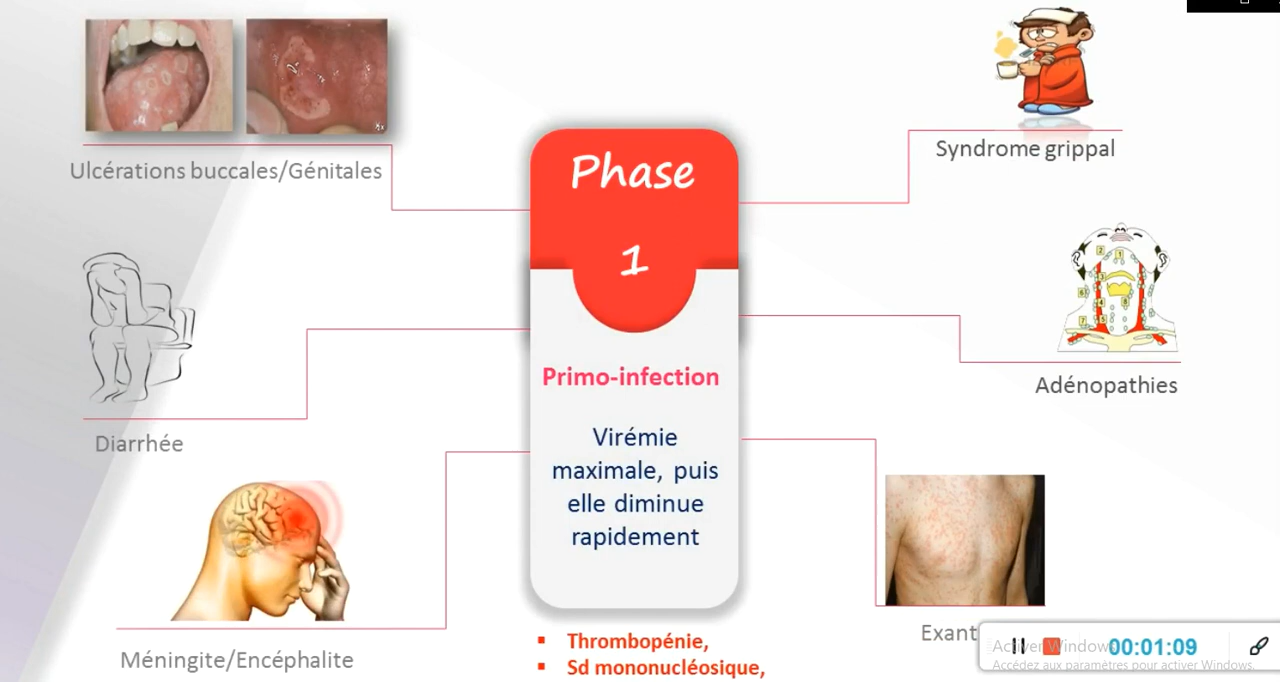 Phase
1
Primo-infection
Virémie
maximale, puis
elle diminue
rapidement
Ulcérations buccales/Génitales
Diarrhée
Méningite/Encéphalite
Syndrome grippal
Adénopathies
Exant
Thrombopénie,
Sd mononucléosique,
Activer Windows
00:01:09
Accédez aux paramètres pour activer Windows.